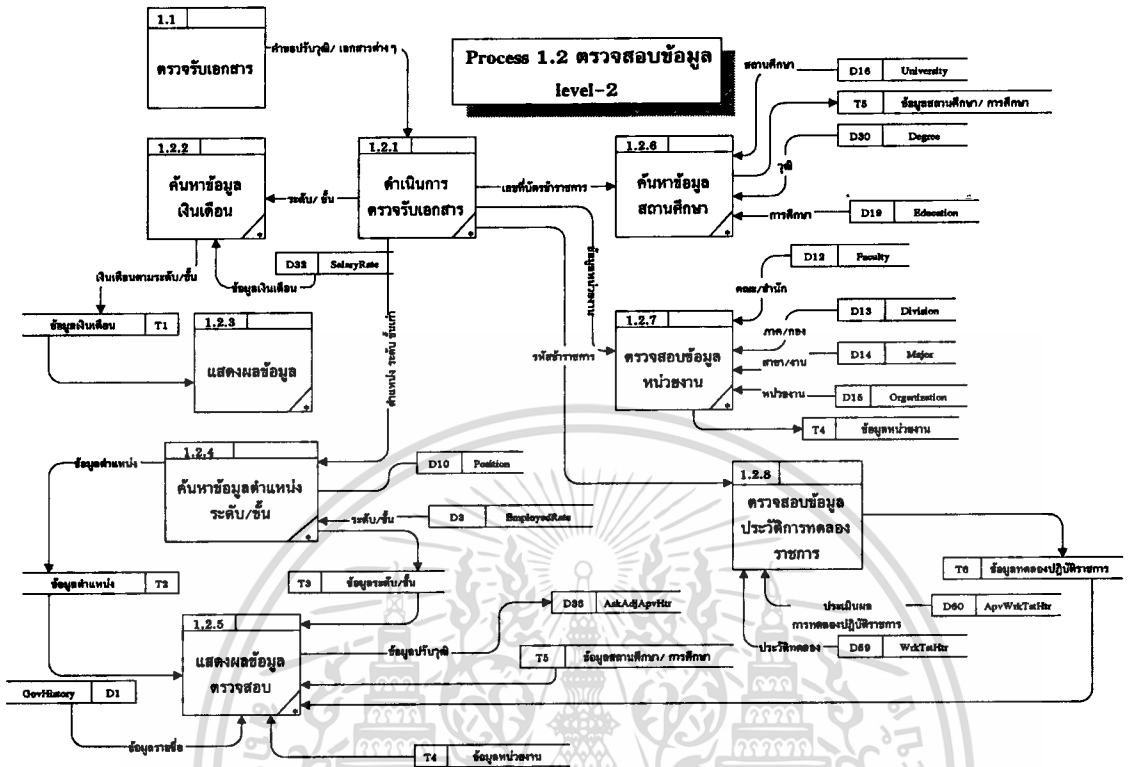 1.1
ตรวจรับเอกสาร
คำขอปรับวุฒิ/ เอกสารต่าง ๆ
Process 1.2 ตรวจสอบข้อมูล
level-2
สถานศึกษา
D16 University
T5 ข้อมูลสถานศึกษา/ การศึกษา
D30 Degree
วุฒิ
การศึกษา
D19 Education
1.2.2
ค้นหาข้อมูล
เงินเดือน
*
ระดับ/ ชั้น
1.2.1
ดำเนินการ
ตรวจรับเอกสาร
*
เลขที่บัตรข้าราชการ
1.2.6
ค้นหาข้อมูล
สถานศึกษา
*
เงินเดือนตามระดับ/ชั้น
D32 SalaryRate
ข้อมูลเงินเดือน
ข้อมูลหน่วยงาน
D12 Faculty
คณะ/สำนัก
ข้อมูลเงินเดือน T1
1.2.3
แสดงผลข้อมูล
*
ตำแหน่ง ระดับ ชั้นเก่า
รหัสข้าราชการ
1.2.7
ตรวจสอบข้อมูล
หน่วยงาน
*
ภาค/กอง
D13 Division
สาขา/งาน
D14 Major
หน่วยงาน
D15 Organization
T4 ข้อมูลหน่วยงาน
ข้อมูลตำแหน่ง
1.2.4
ค้นหาข้อมูลตำแหน่ง
ระดับ/ชั้น
*
D10 Position
ระดับ/ชั้น
D3 EmployedRate
1.2.8
ตรวจสอบข้อมูล
ประวัติการทดลอง
ราชการ
*
ข้อมูลตำแหน่ง T2
T3 ข้อมูลระดับ/ชั้น
T6 ข้อมูลทดลองปฏิบัติราชการ
1.2.5
แสดงผลข้อมูล
ตรวจสอบ
*
D36 AskAdjApvHtr
ข้อมูลปรับวุฒิ
T5 ข้อมูลสถานศึกษา/ การศึกษา
ประเมินผล
การทดลองปฏิบัติราชการ
D60 ApvWrkTstHtr
ประวัติทดลอง
D59 WrkTstHtr
GovHistory D1
ข้อมูลรายชื่อ
T4 ข้อมูลหน่วยงาน